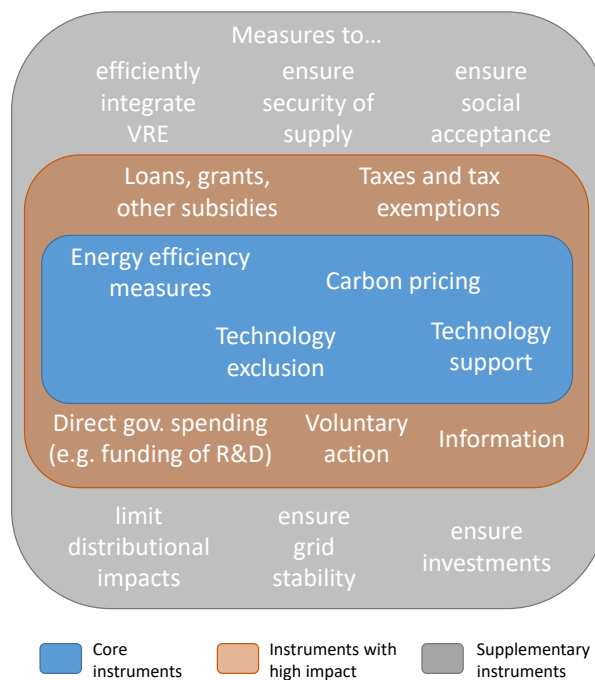 Measures to…
efficiently
integrate
VRE
ensure
security of
supply
ensure
social
acceptance
Loans, grants,
other subsidies
Taxes and tax
exemptions
Energy efficiency
measures
Carbon pricing
Technology
exclusion
Technology
support
Direct gov. spending
(e.g. funding of R&D)
Voluntary
action
Information
limit
distributional
impacts
ensure
grid
stability
ensure
investments
Core
instruments
Instruments with
high impact
Supplementary
instruments